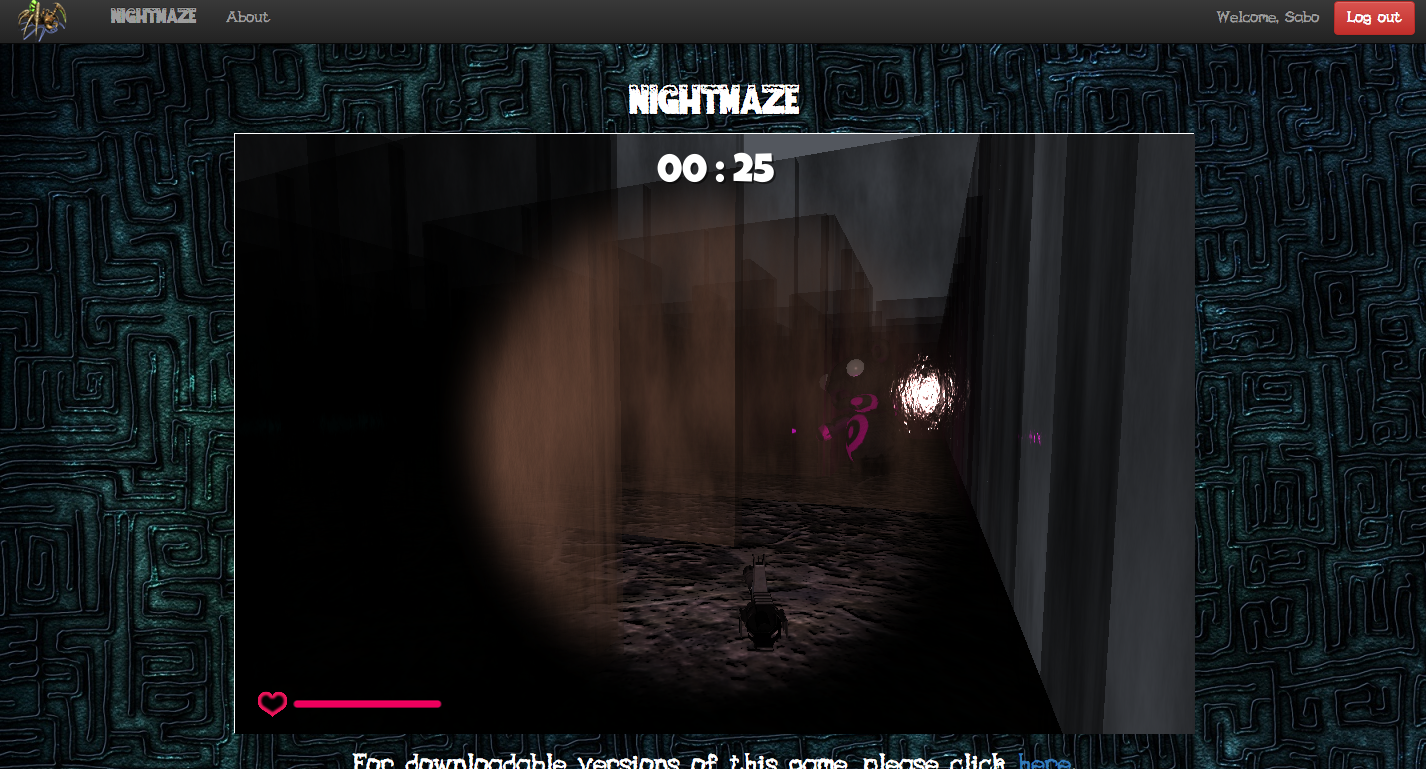 NIGHTMAZE About Welcome, Sabo Log out
NIGHTMAZE
00 : 25
For downloadable versions of this game, please click here